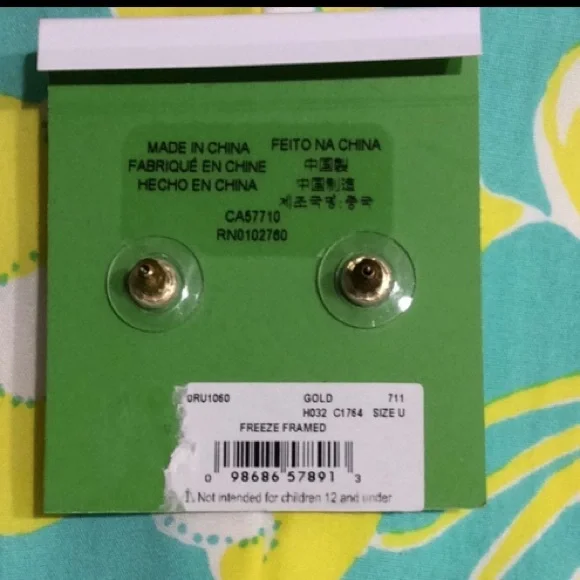 MADE IN CHINA FEITO NA CHINA
FABRIQUÉ EN CHINE 中国製
HECHO EN CHINA 中国制造
제조국명:중국
CA57710
RN0102760
0RU1060 GOLD 711
H032 C1764 SIZE U
FREEZE FRAMED
0 98686 57891 3
⚠ Not intended for children 12 and under